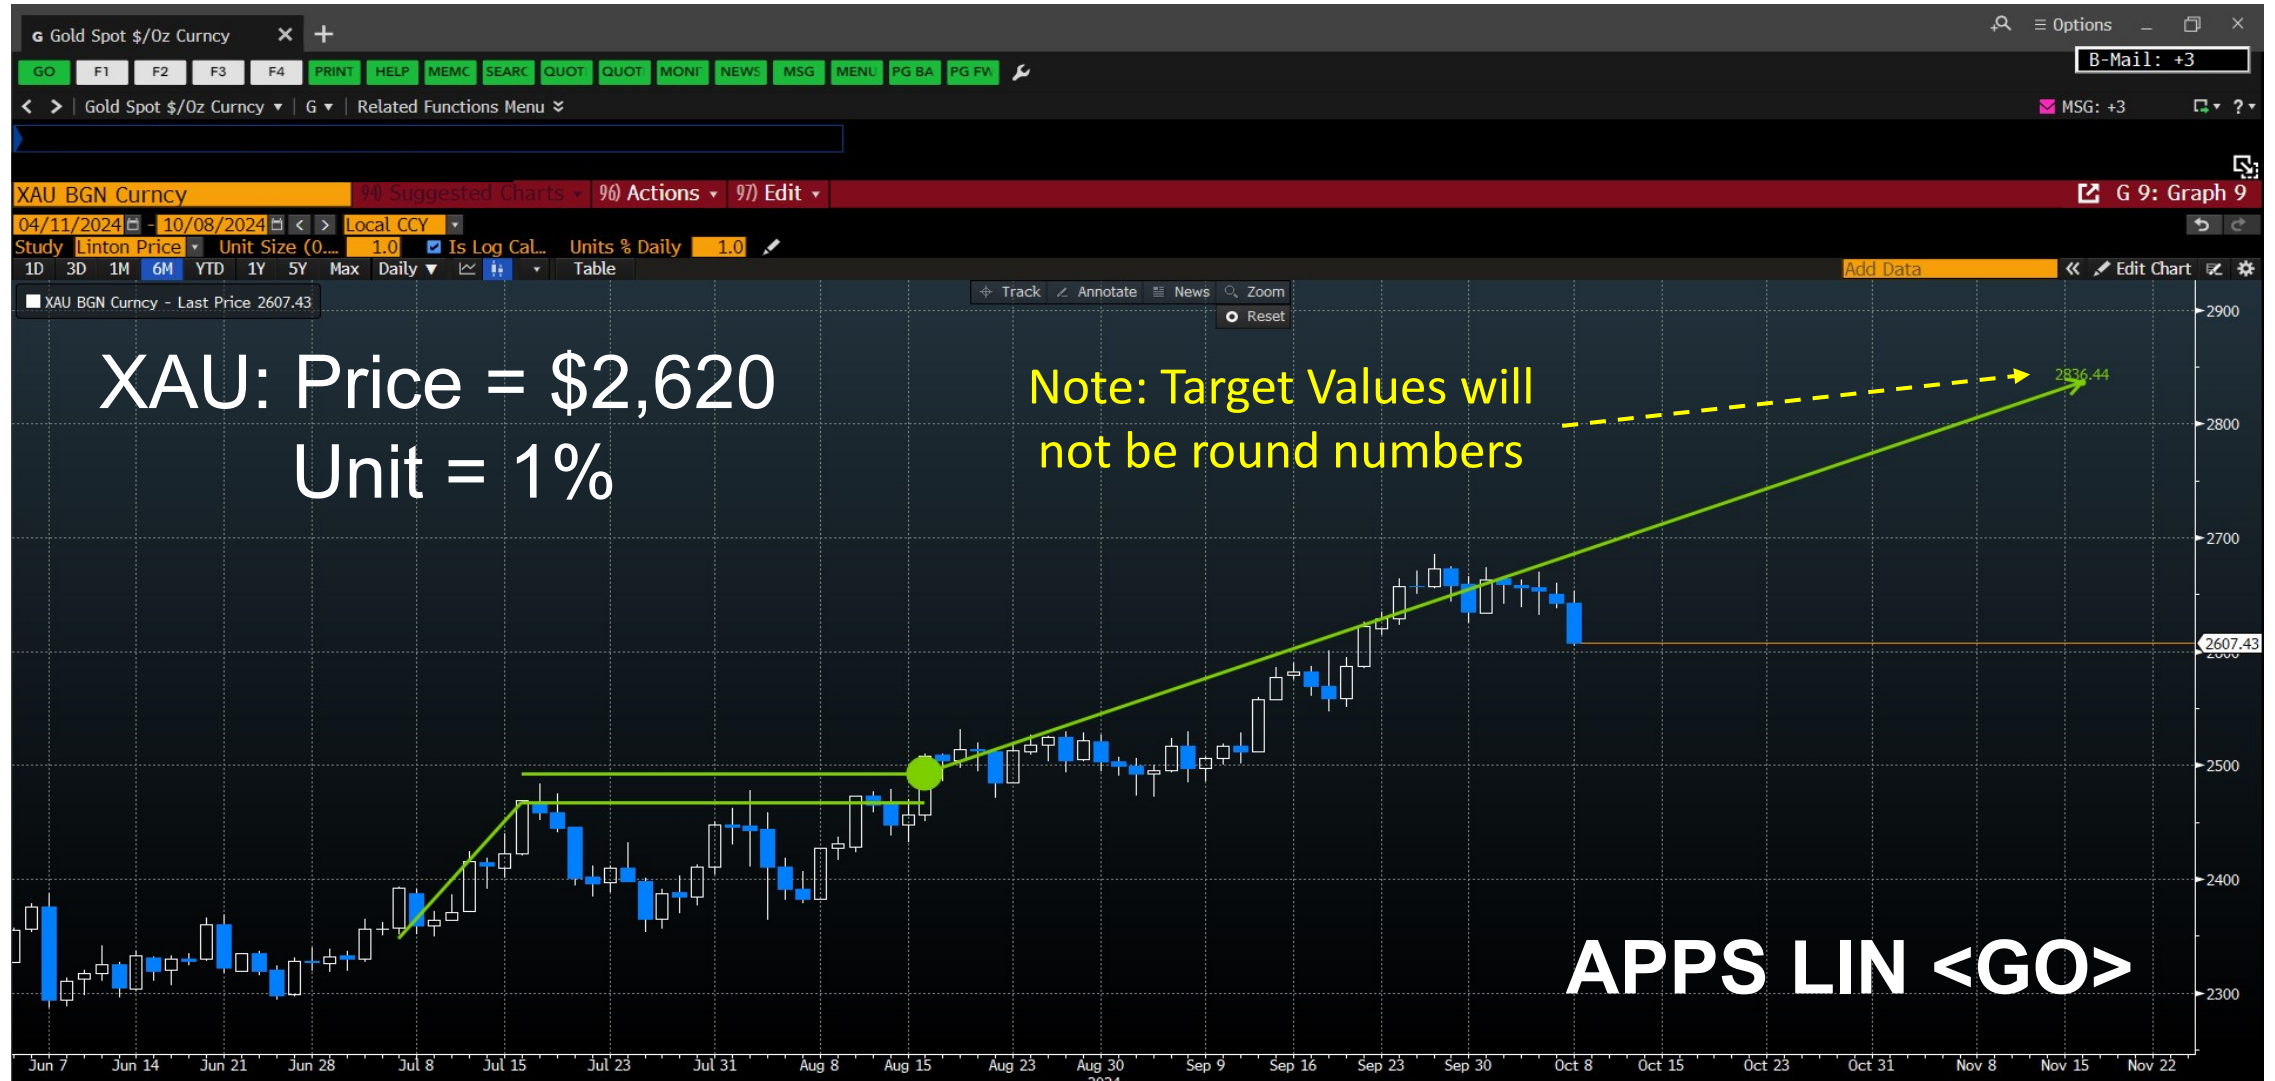 G Gold Spot $/Oz Curncy × +
Options
GO F1 F2 F3 F4 PRINT HELP MEMC SEARC QUOT QUOT MONIT NEWS MSG MENU PG BA PG FW
B-Mail: +3
< > Gold Spot $/Oz Curncy G Related Functions Menu
MSG: +3 ?
XAU BGN Curncy 94) Suggested Charts 96) Actions 97) Edit G 9: Graph 9
04/11/2024 - 10/08/2024 < > Local CCY
Study Linton Price Unit Size (0.... 1.0 Is Log Cal... Units % Daily 1.0
1D 3D 1M 6M YTD 1Y 5Y Max Daily Table Add Data « Edit Chart
Track Annotate News Zoom
XAU BGN Curncy - Last Price 2607.43
Reset
2900
XAU: Price = $2,620
Unit = 1%
Note: Target Values will
not be round numbers
2836.44
2800
2700
2607.43
2600
2500
2400
APPS LIN <GO>
2300
Jun 7 Jun 14 Jun 21 Jun 28 Jul 8 Jul 15 Jul 23 Jul 31 Aug 8 Aug 15 Aug 23 Aug 30 Sep 9 Sep 16 Sep 23 Sep 30 Oct 8 Oct 15 Oct 23 Oct 31 Nov 8 Nov 15 Nov 22
2024